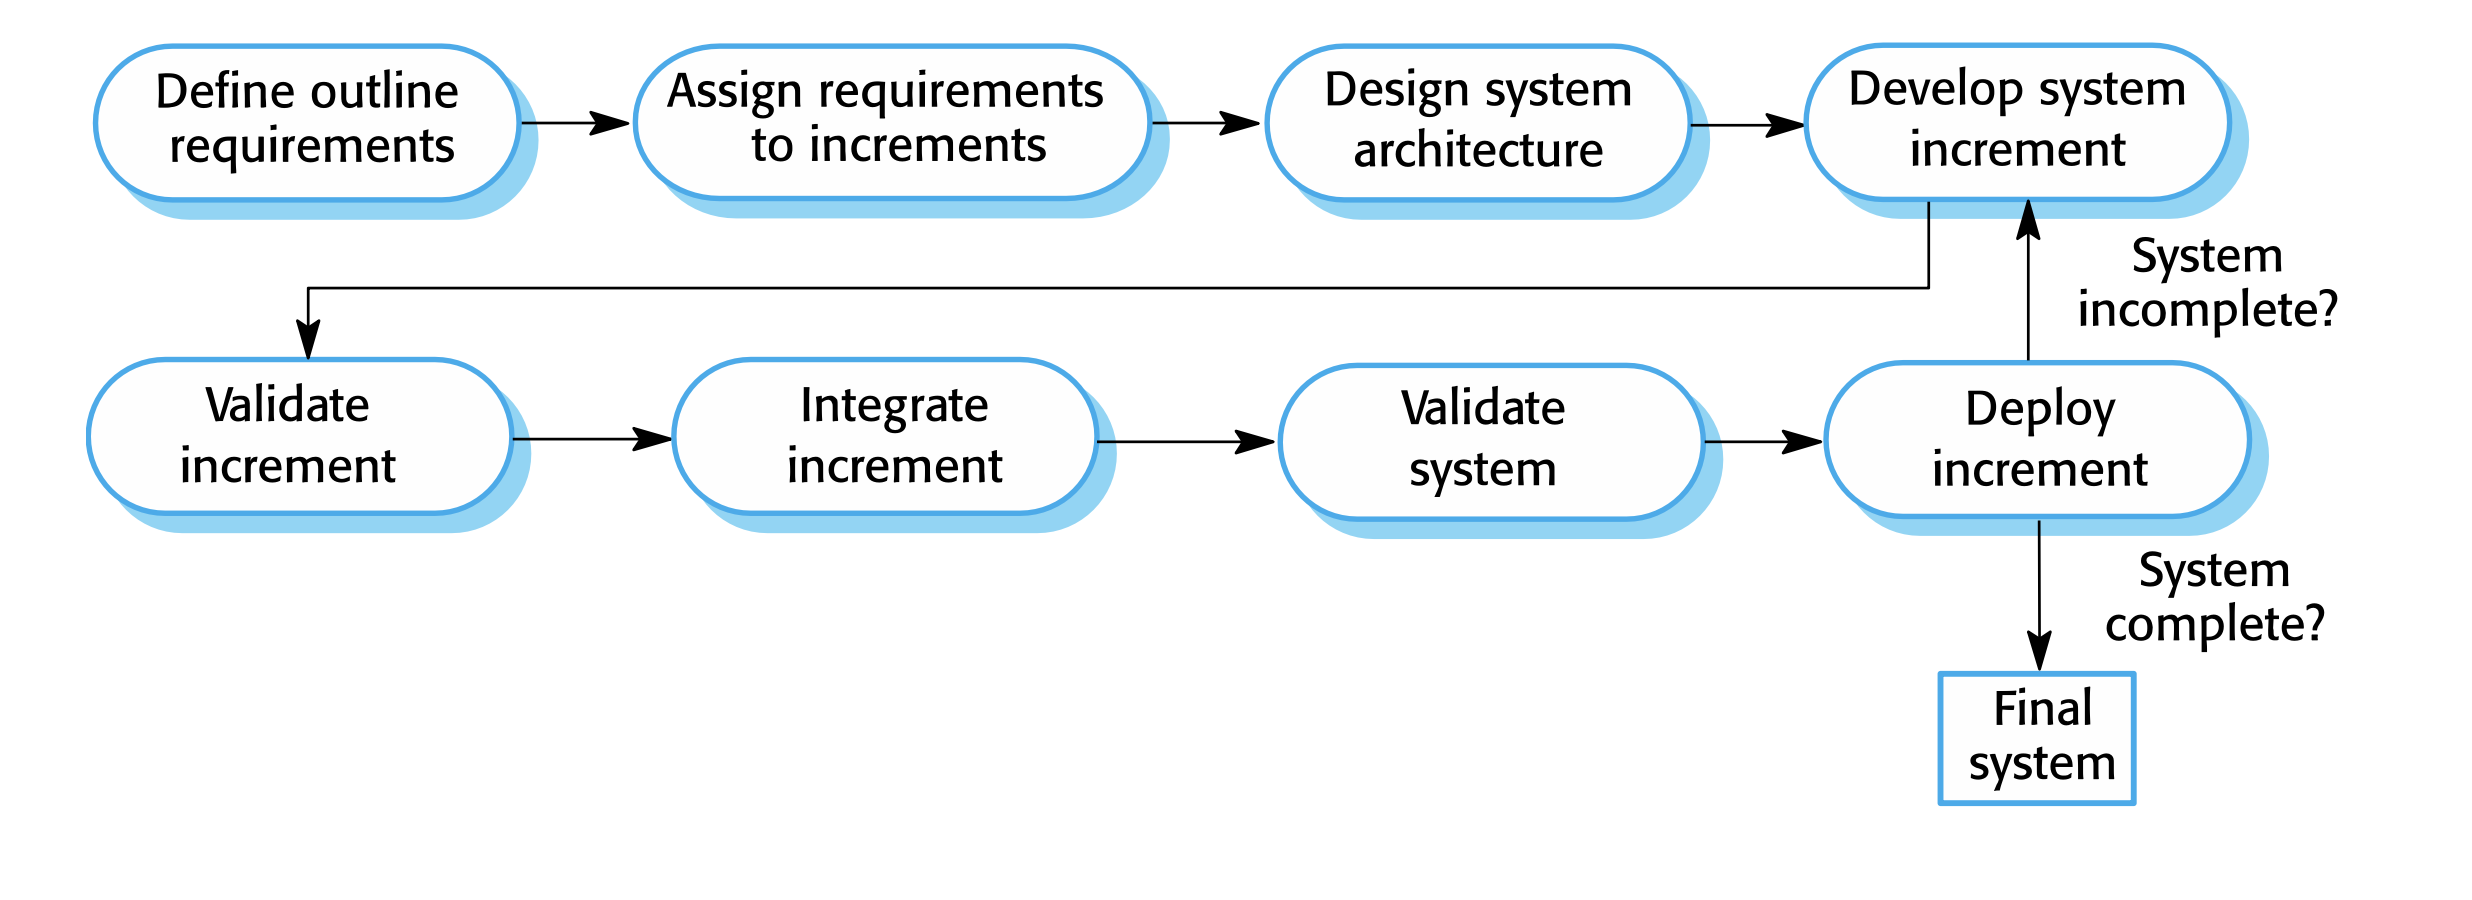 Define outline
requirements
Assign requirements
to increments
Design system
architecture
Develop system
increment
System
incomplete?
Validate
increment
Integrate
increment
Validate
system
Deploy
increment
System
complete?
Final
system